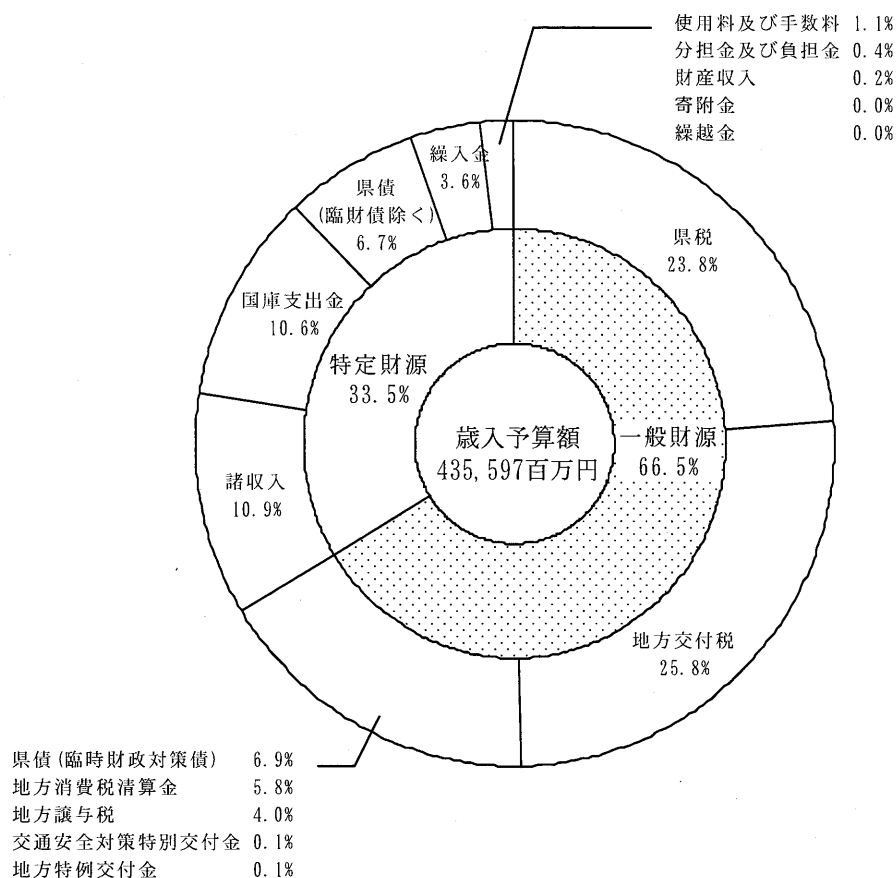 使用料及び手数料 1.1%
分担金及び負担金 0.4%
財産収入 0.2%
寄附金 0.0%
繰越金 0.0%
繰入金
3.6%
県債
(臨財債除く)
6.7%
県税
23.8%
国庫支出金
10.6%
特定財源
33.5%
歳入予算額
435,597百万円
一般財源
66.5%
諸収入
10.9%
地方交付税
25.8%
県債(臨時財政対策債) 6.9%
地方消費税清算金 5.8%
地方譲与税 4.0%
交通安全対策特別交付金 0.1%
地方特例交付金 0.1%